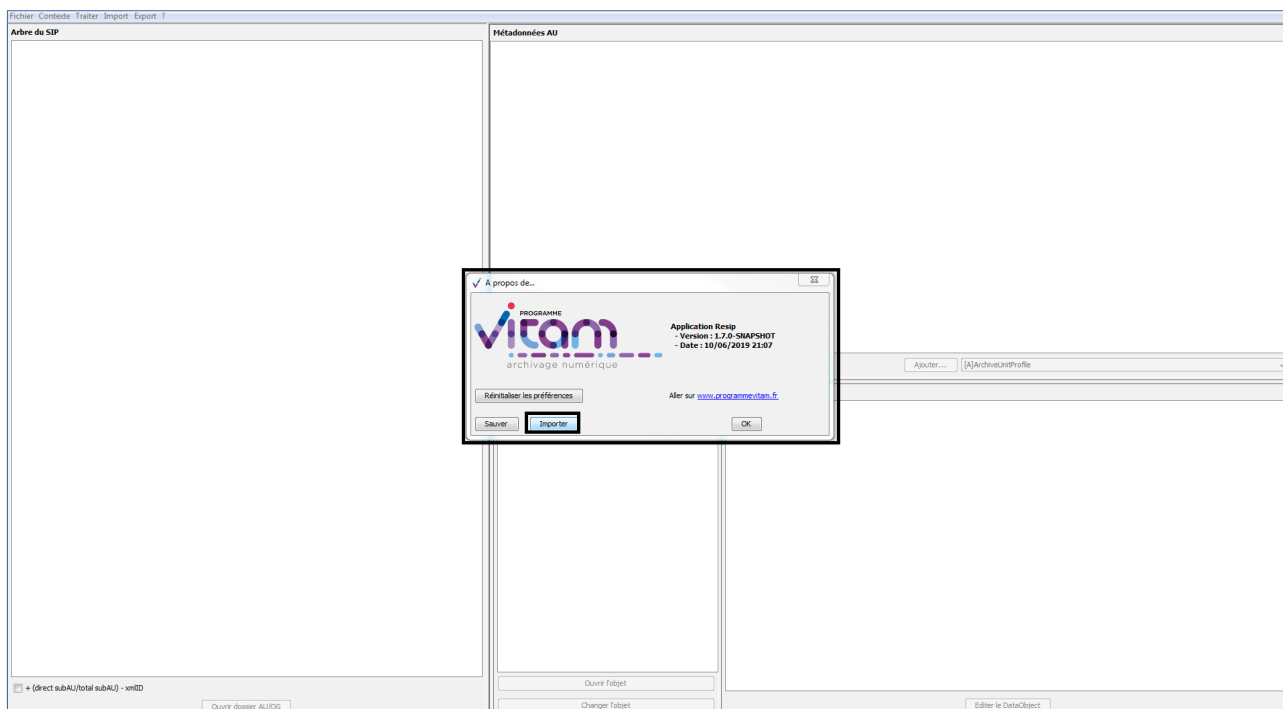 Fichier Contexte Traiter Import Export ?
Arbre du SIP
Métadonnées AU
A propos de...
PROGRAMME
vitam
archivage numérique
Application Resip
- Version : 1.7.0-SNAPSHOT
- Date : 10/06/2019 21:07
Réinitialiser les préférences
Aller sur www.programmevitam.fr
Sauver
Importer
OK
Ajouter...
[A]ArchiveUnitProfile
+ (direct subAU/total subAU) - xmlID
Ouvrir dossier AU/OG
Ouvrir l'objet
Changer l'objet
Editer le DataObject